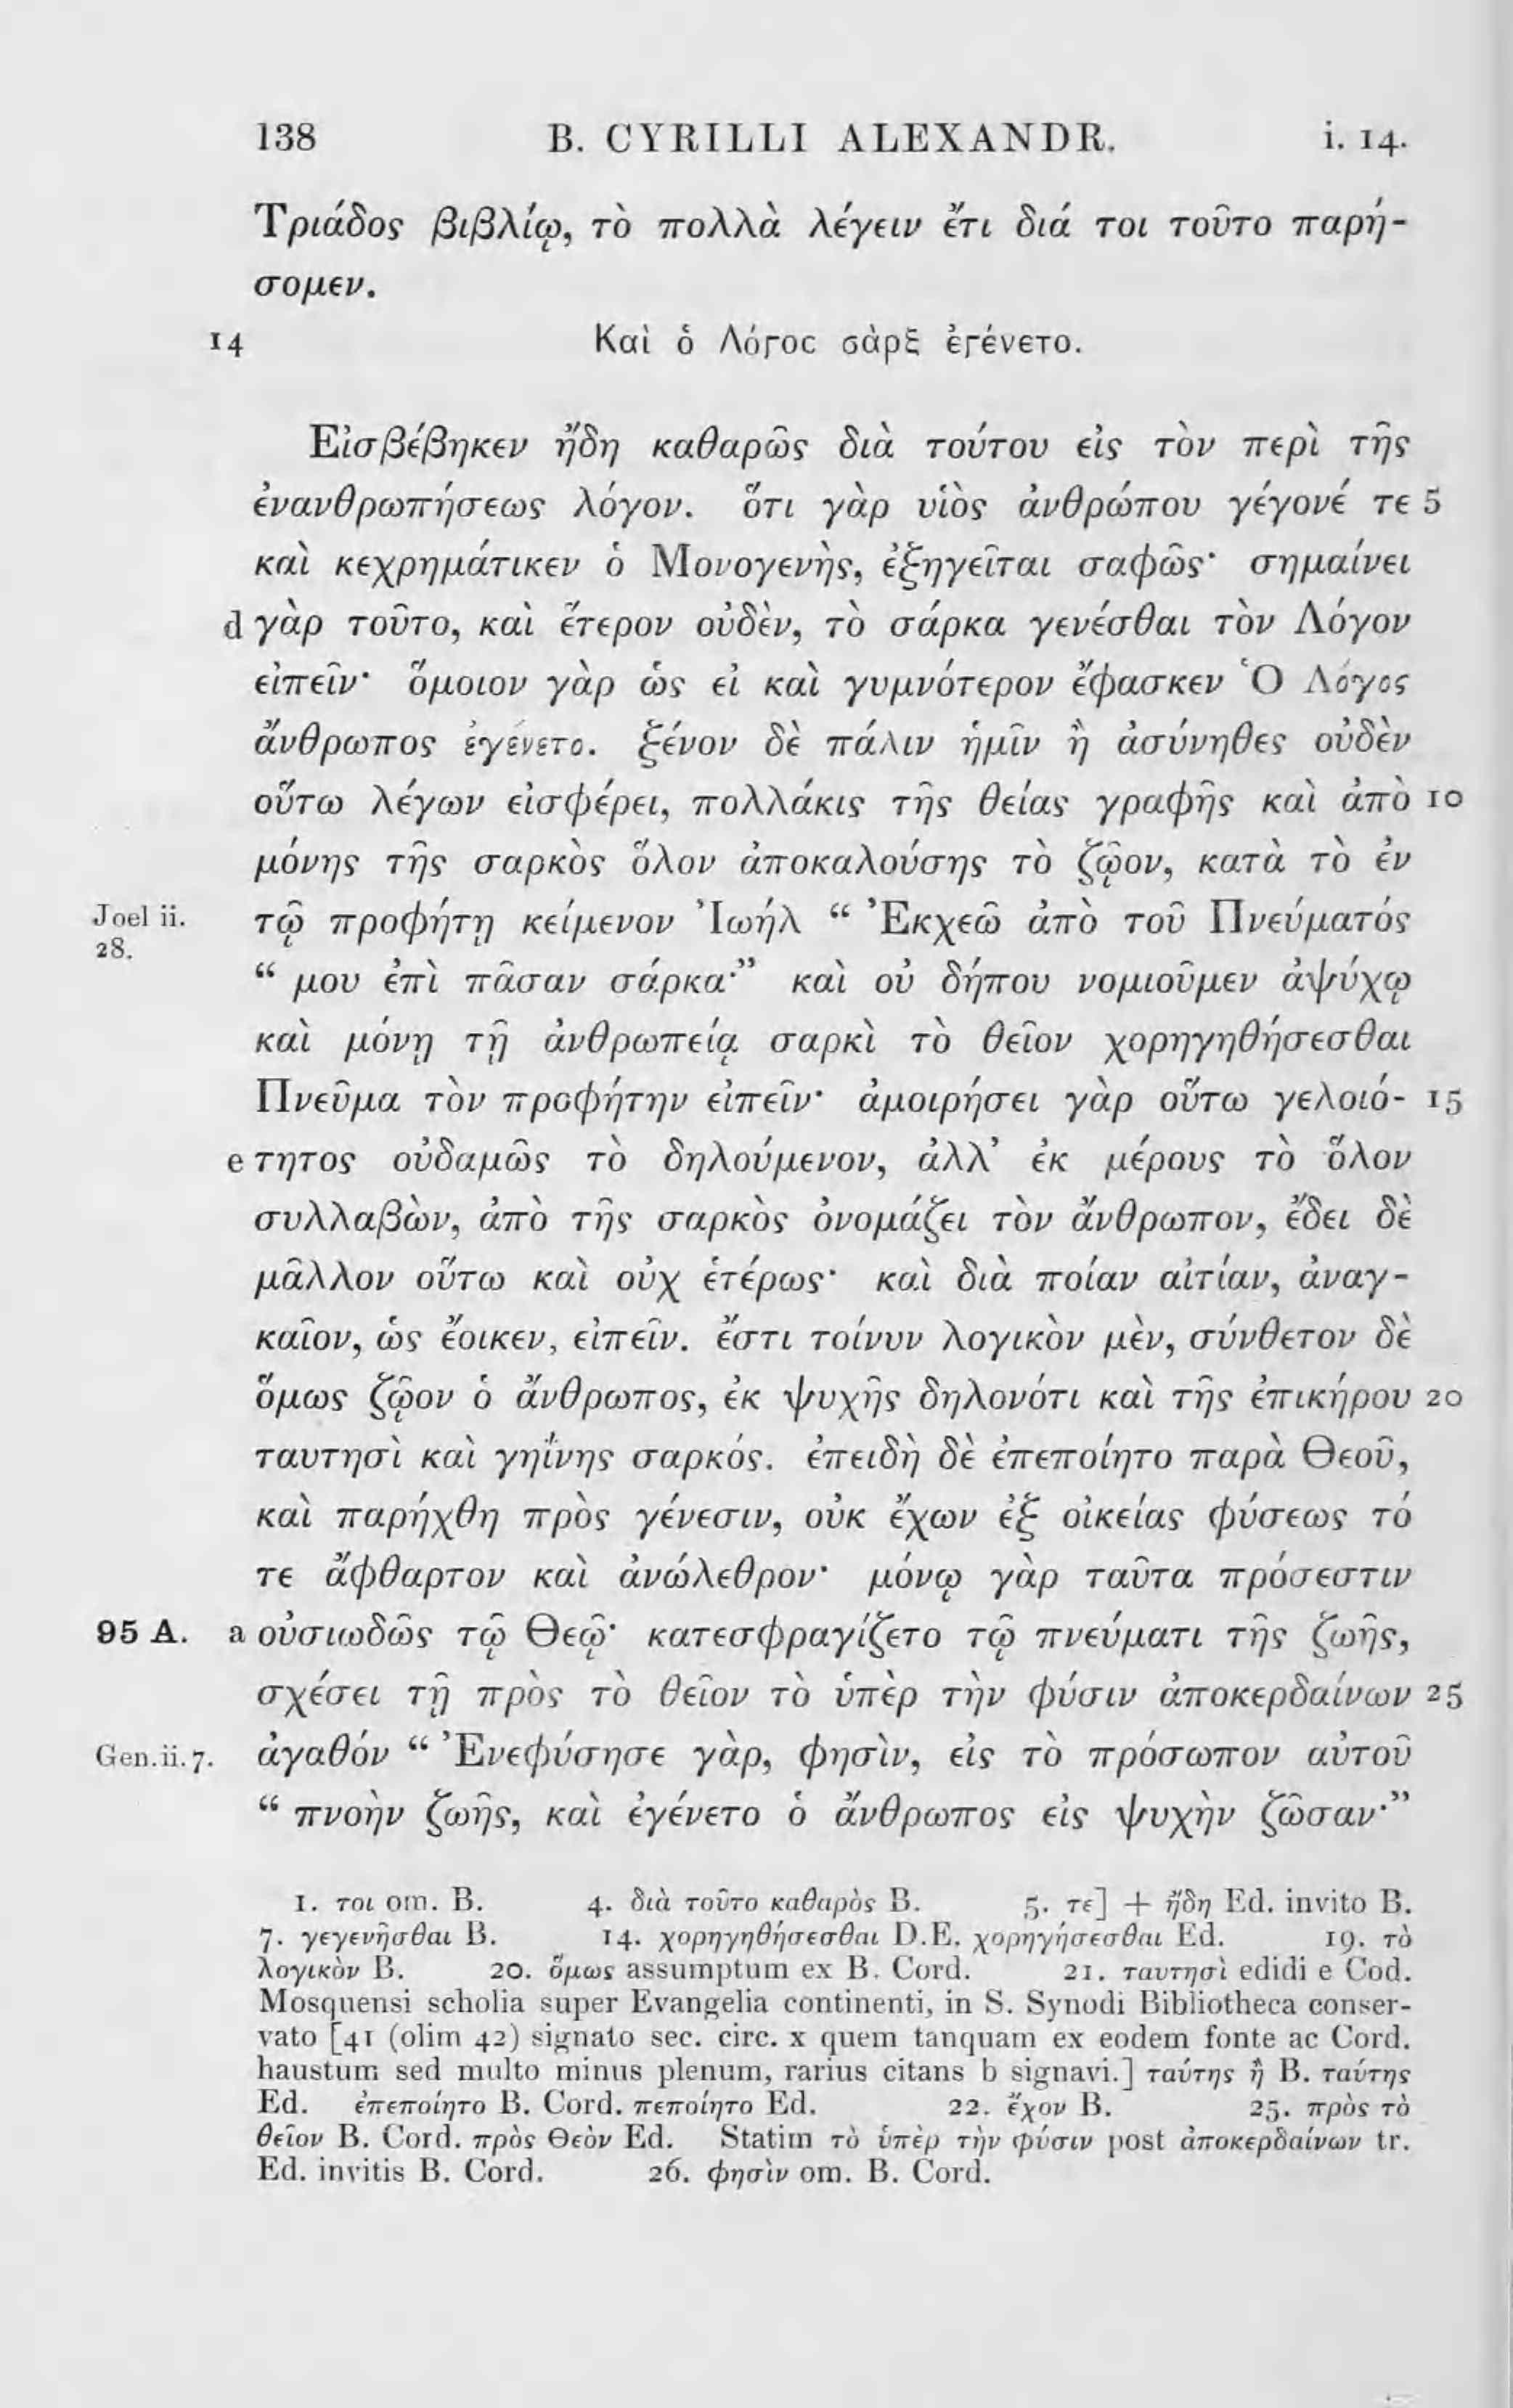 138 B. CYRILLI ALEXANDR. i. 14.
Τριάδος βιβλίῳ, τὸ πολλὰ λέγειν ἔτι διά τοι τοῦτο παρή-
σομεν.
14 Καὶ ὁ Λόγος σὰρξ ἐγένετο.
Εἰσβέβηκεν ἤδη καθαρῶς διὰ τούτου εἰς τὸν περὶ τῆς
ἐνανθρωπήσεως λόγον. ὅτι γὰρ υἱὸς ἀνθρώπου γέγονέ τε 5
καὶ κεχρημάτικεν ὁ Μονογενὴς, ἐξηγεῖται σαφῶς· σημαίνει
d γὰρ τοῦτο, καὶ ἕτερον οὐδὲν, τὸ σάρκα γενέσθαι τὸν Λόγον
εἰπεῖν· ὅμοιον γὰρ ὡς εἰ καὶ γυμνότερον ἔφασκεν Ὁ Λόγος
ἄνθρωπος ἐγένετο. ξένον δὲ πάλιν ἡμῖν ἢ ἀσύνηθες οὐδὲν
οὕτω λέγων εἰσφέρει, πολλάκις τῆς θείας γραφῆς καὶ ἀπὸ 10
μόνης τῆς σαρκὸς ὅλον ἀποκαλούσης τὸ ζῷον, κατὰ τὸ ἐν
Joel ii. 28. τῷ προφήτῃ κείμενον Ἰωήλ “ Ἐκχεῶ ἀπὸ τοῦ Πνεύματός
“ μου ἐπὶ πᾶσαν σάρκα·” καὶ οὐ δήπου νομιοῦμεν ἀψύχῳ
καὶ μόνῃ τῇ ἀνθρωπείᾳ σαρκὶ τὸ θεῖον χορηγηθήσεσθαι
Πνεῦμα τὸν προφήτην εἰπεῖν· ἀμοιρήσει γὰρ οὕτω γελοιό- 15
e τητος οὐδαμῶς τὸ δηλούμενον, ἀλλ’ ἐκ μέρους τὸ ὅλον
συλλαβὼν, ἀπὸ τῆς σαρκὸς ὀνομάζει τὸν ἄνθρωπον, ἔδει δὲ
μᾶλλον οὕτω καὶ οὐχ ἑτέρως· καὶ διὰ ποίαν αἰτίαν, ἀναγ-
καῖον, ὡς ἔοικεν, εἰπεῖν. ἔστι τοίνυν λογικὸν μὲν, σύνθετον δὲ
ὅμως ζῷον ὁ ἄνθρωπος, ἐκ ψυχῆς δηλονότι καὶ τῆς ἐπικήρου 20
ταυτησὶ καὶ γηΐνης σαρκός. ἐπειδὴ δὲ ἐπεποίητο παρὰ Θεοῦ,
καὶ παρήχθη πρὸς γένεσιν, οὐκ ἔχων ἐξ οἰκείας φύσεως τό
τε ἄφθαρτον καὶ ἀνώλεθρον· μόνῳ γὰρ ταῦτα πρόσεστιν
95 A. a οὐσιωδῶς τῷ Θεῷ· κατεσφραγίζετο τῷ πνεύματι τῆς ζωῆς,
σχέσει τῇ πρὸς τὸ θεῖον τὸ ὑπὲρ τὴν φύσιν ἀποκερδαίνων 25
Gen. ii. 7. ἀγαθόν “ Ἐνεφύσησε γὰρ, φησὶν, εἰς τὸ πρόσωπον αὐτοῦ
“ πνοὴν ζωῆς, καὶ ἐγένετο ὁ ἄνθρωπος εἰς ψυχὴν ζῶσαν·”
1. τοι om. B. 4. διὰ τοῦτο καθαρὸς B. 5. τε] + ἤδη Ed. invito B.
7. γεγενῆσθαι B. 14. χορηγηθήσεσθαι D.E. χορηγήσεσθαι Ed. 19. τὸ
λογικὸν B. 20. ὅμως assumptum ex B. Cord. 21. ταυτησὶ edidi e Cod.
Mosquensi scholia super Evangelia continenti, in S. Synodi Bibliotheca conser-
vato [41 (olim 42) signato sec. circ. x quem tanquam ex eodem fonte ac Cord.
haustum sed multo minus plenum, rarius citans b signavi.] ταύτης ἢ B. ταύτης
Ed. ἐπεποίητο B. Cord. πεποίητο Ed. 22. ἔχον B. 25. πρὸς τὸ
θεῖον B. Cord. πρὸς Θεὸν Ed. Statim τὸ ὑπὲρ τὴν φύσιν post ἀποκερδαίνων tr.
Ed. invitis B. Cord. 26. φησὶν om. B. Cord.